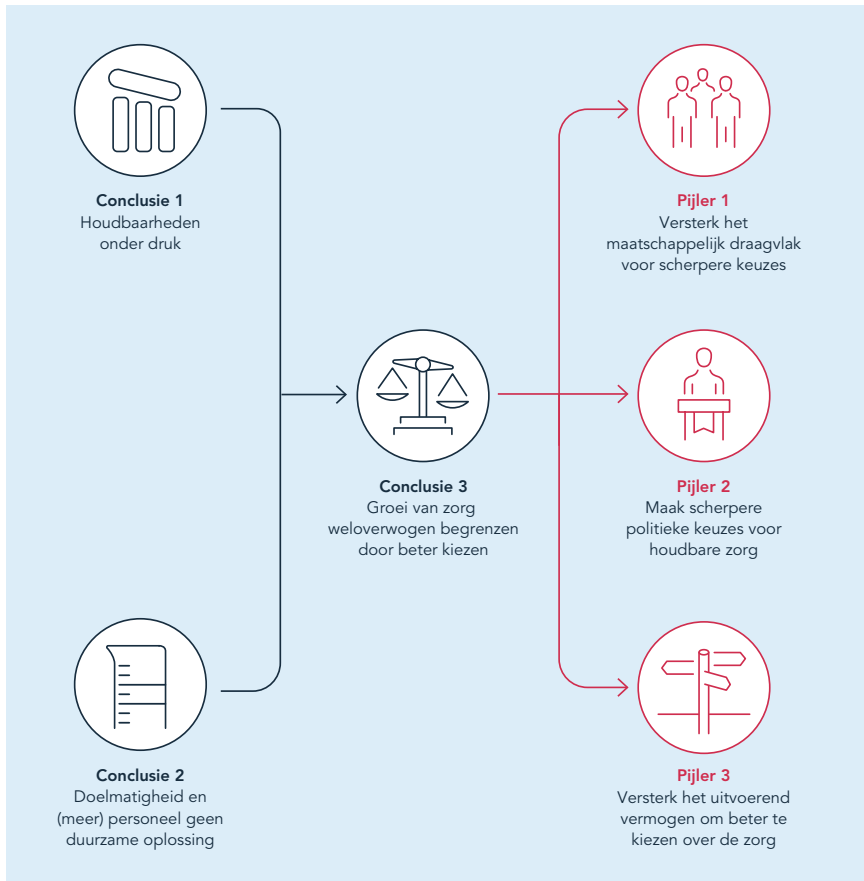 Conclusie 1
Houdbaarheden
onder druk
Conclusie 2
Doelmatigheid en
(meer) personeel geen
duurzame oplossing
Conclusie 3
Groei van zorg
weloverwogen begrenzen
door beter kiezen
Pijler 1
Versterk het
maatschappelijk draagvlak
voor scherpere keuzes
Pijler 2
Maak scherpere
politieke keuzes voor
houdbare zorg
Pijler 3
Versterk het uitvoerend
vermogen om beter te
kiezen over de zorg